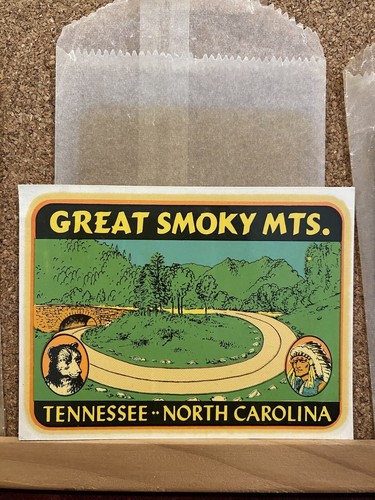 GREAT SMOKY MTS.
TENNESSEE·· NORTH CAROLINA